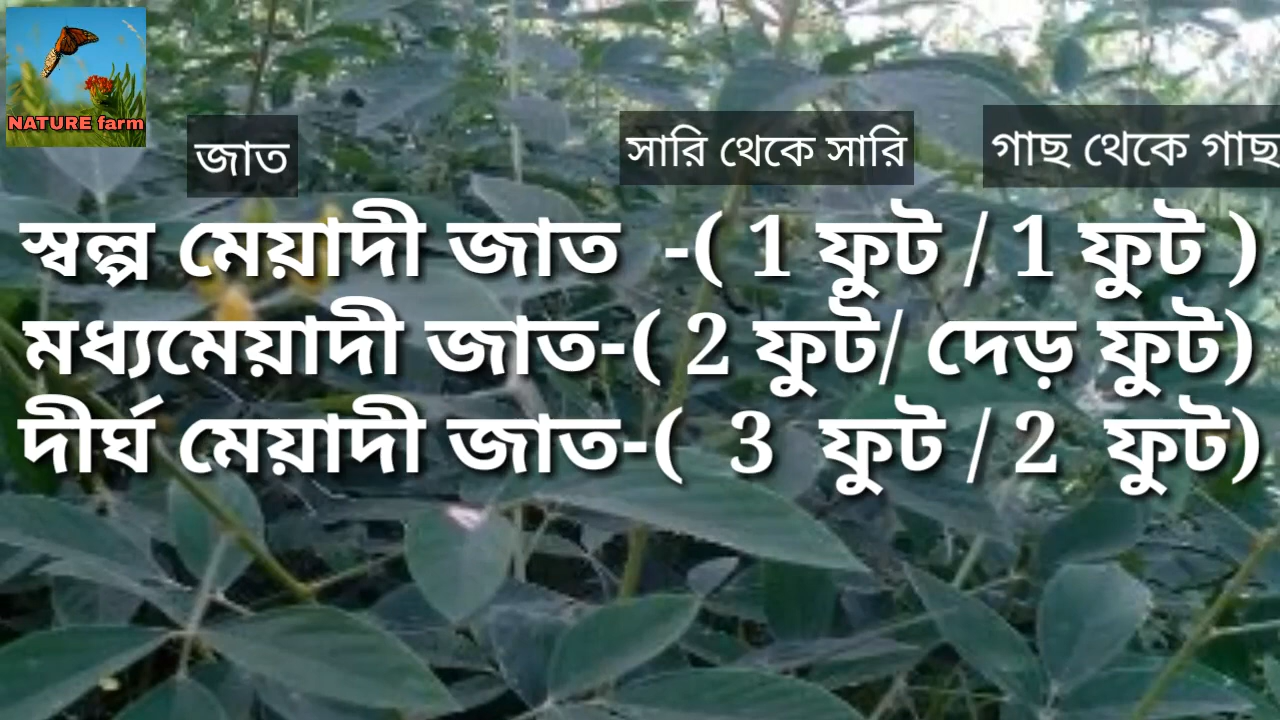 NATURE farm
জাত সারি থেকে সারি গাছ থেকে গাছ
স্বল্প মেয়াদী জাত -( 1 ফুট / 1 ফুট )
মধ্যমেয়াদী জাত-( 2 ফুট/ দেড় ফুট)
দীর্ঘ মেয়াদী জাত-( 3 ফুট / 2 ফুট)